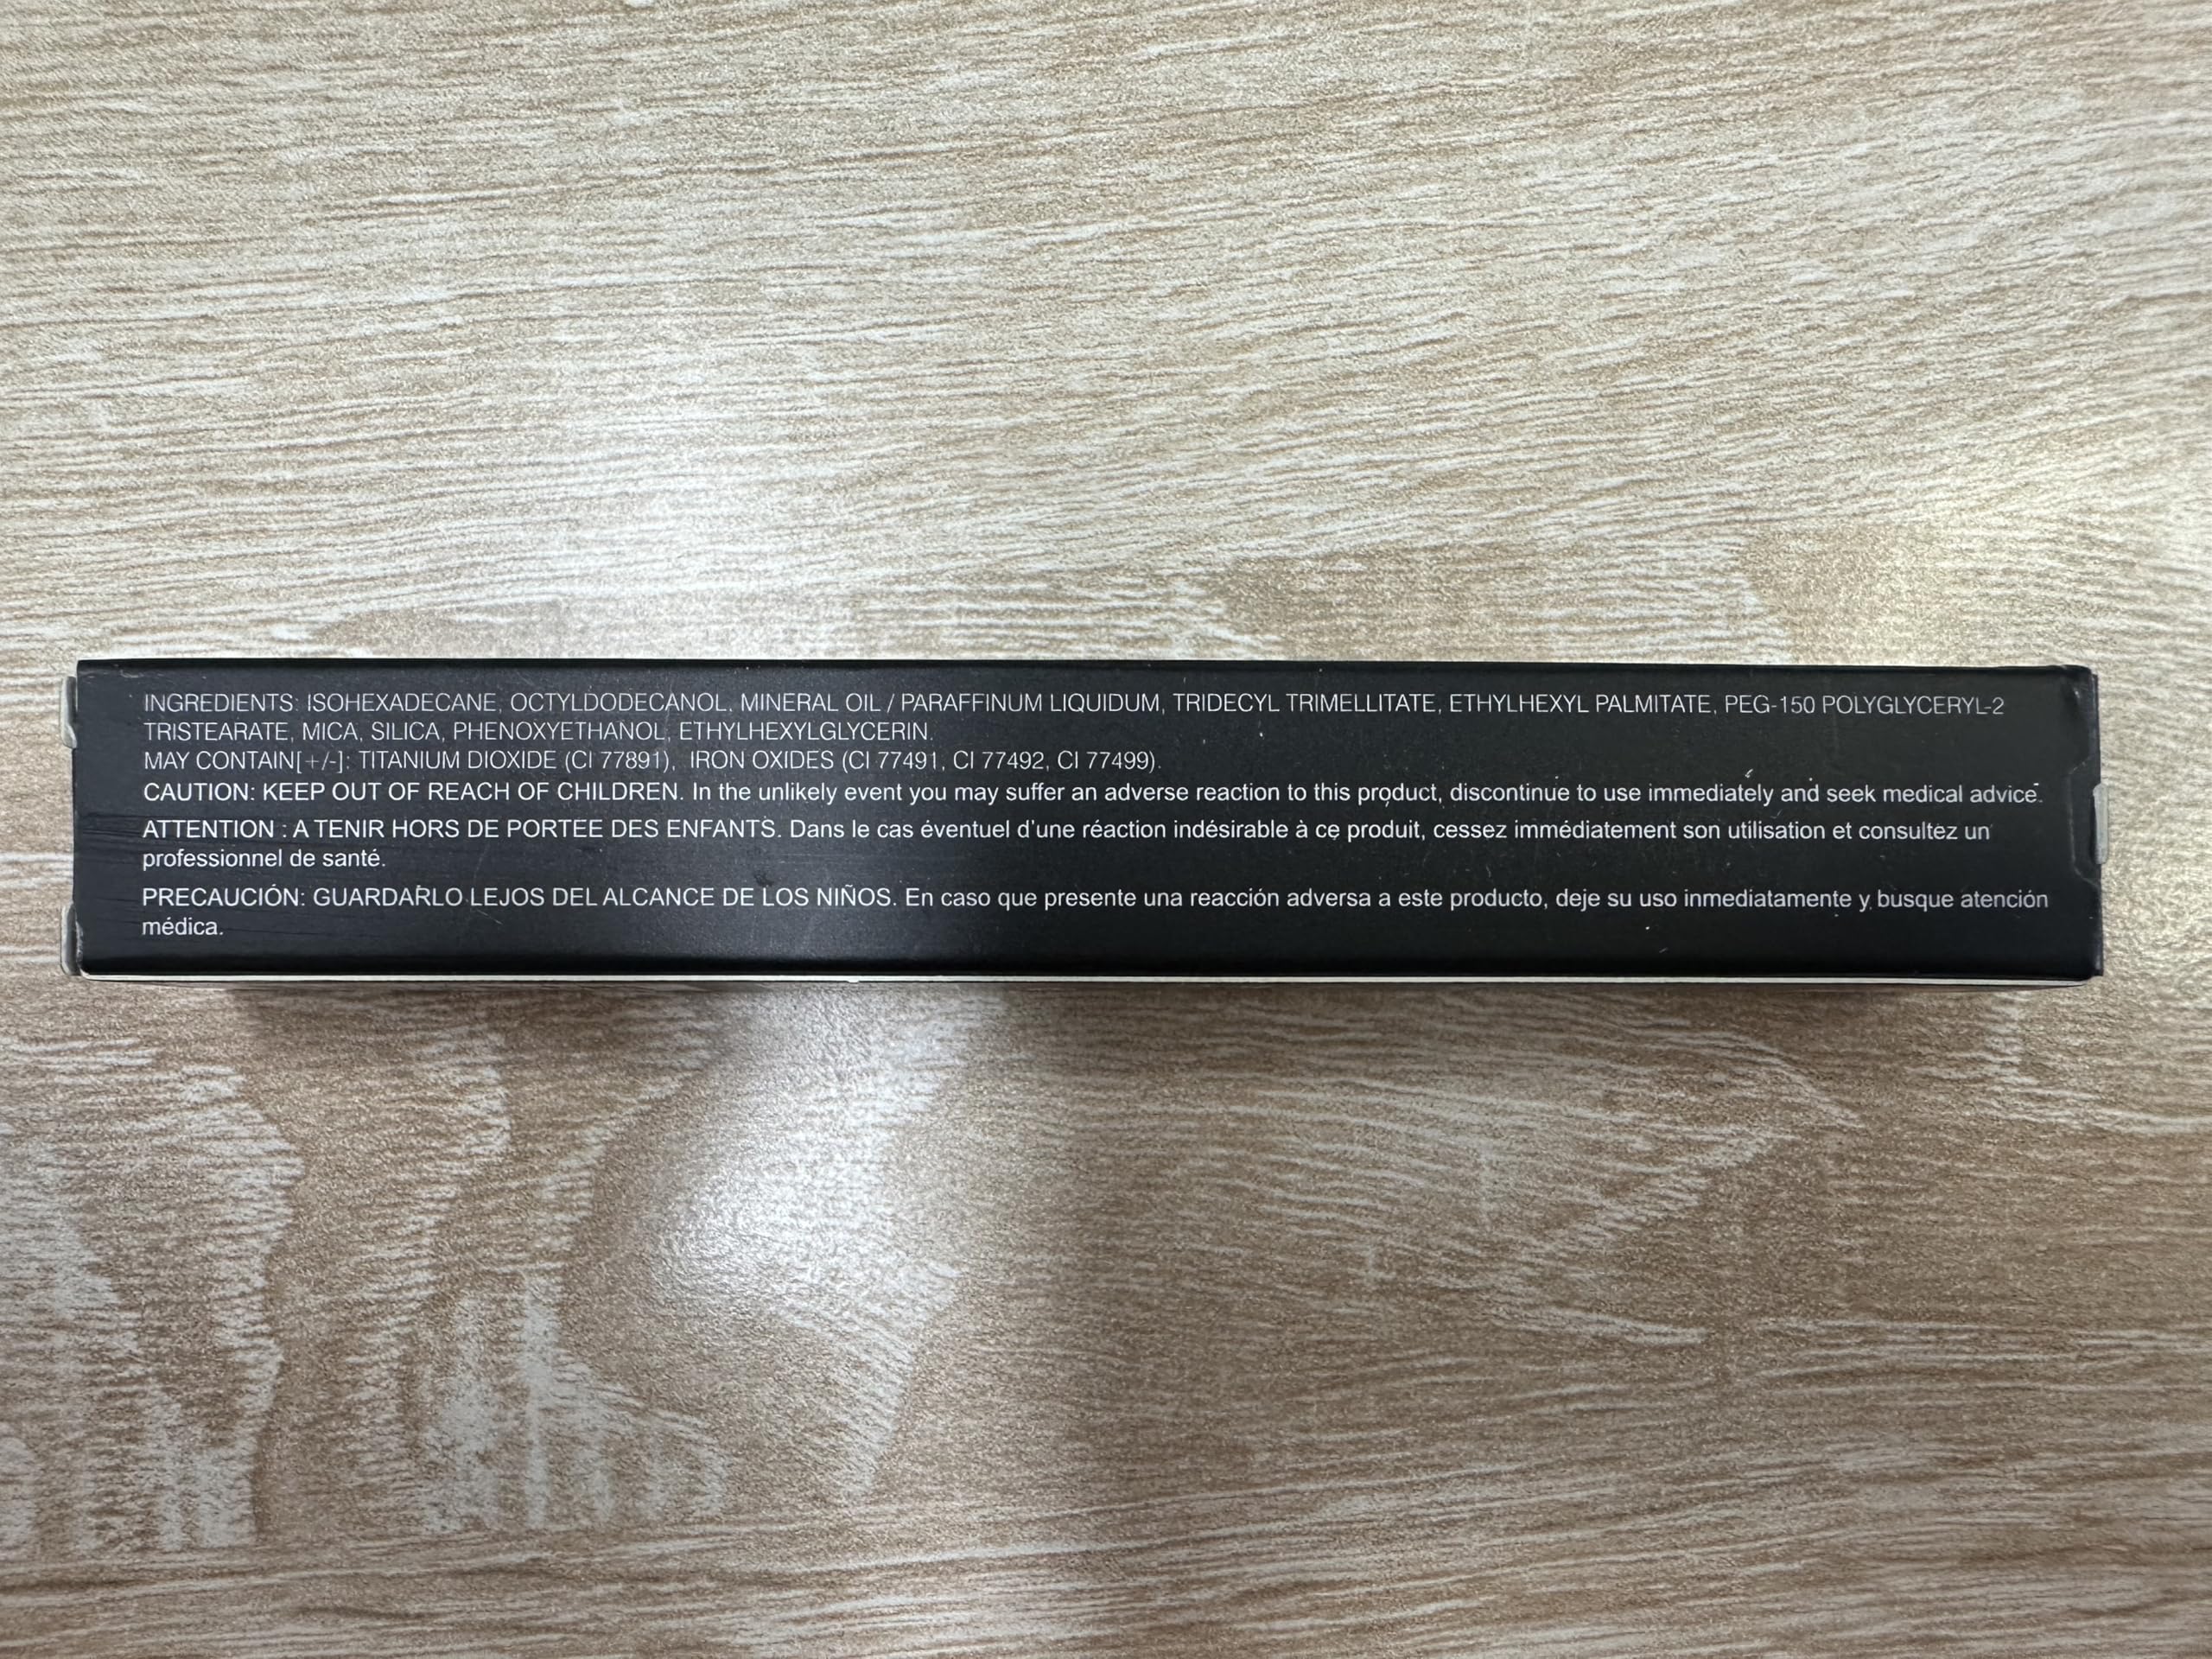 INGREDIENTS: ISOHEXADECANE, OCTYLDODECANOL, MINERAL OIL / PARAFFINUM LIQUIDUM, TRIDECYL TRIMELLITATE, ETHYLHEXYL PALMITATE, PEG-150 POLYGLYCERYL-2
TRISTEARATE, MICA, SILICA, PHENOXYETHANOL, ETHYLHEXYLGLYCERIN.
MAY CONTAIN[+/-]: TITANIUM DIOXIDE (CI 77891), IRON OXIDES (CI 77491, CI 77492, CI 77499).
CAUTION: KEEP OUT OF REACH OF CHILDREN. In the unlikely event you may suffer an adverse reaction to this product, discontinue to use immediately and seek medical advice.
ATTENTION : A TENIR HORS DE PORTEE DES ENFANTS. Dans le cas éventuel d'une réaction indésirable à ce produit, cessez immédiatement son utilisation et consultez un
professionnel de santé.
PRECAUCIÓN: GUARDARLO LEJOS DEL ALCANCE DE LOS NIÑOS. En caso que presente una reacción adversa a este producto, deje su uso inmediatamente y busque atención
médica.